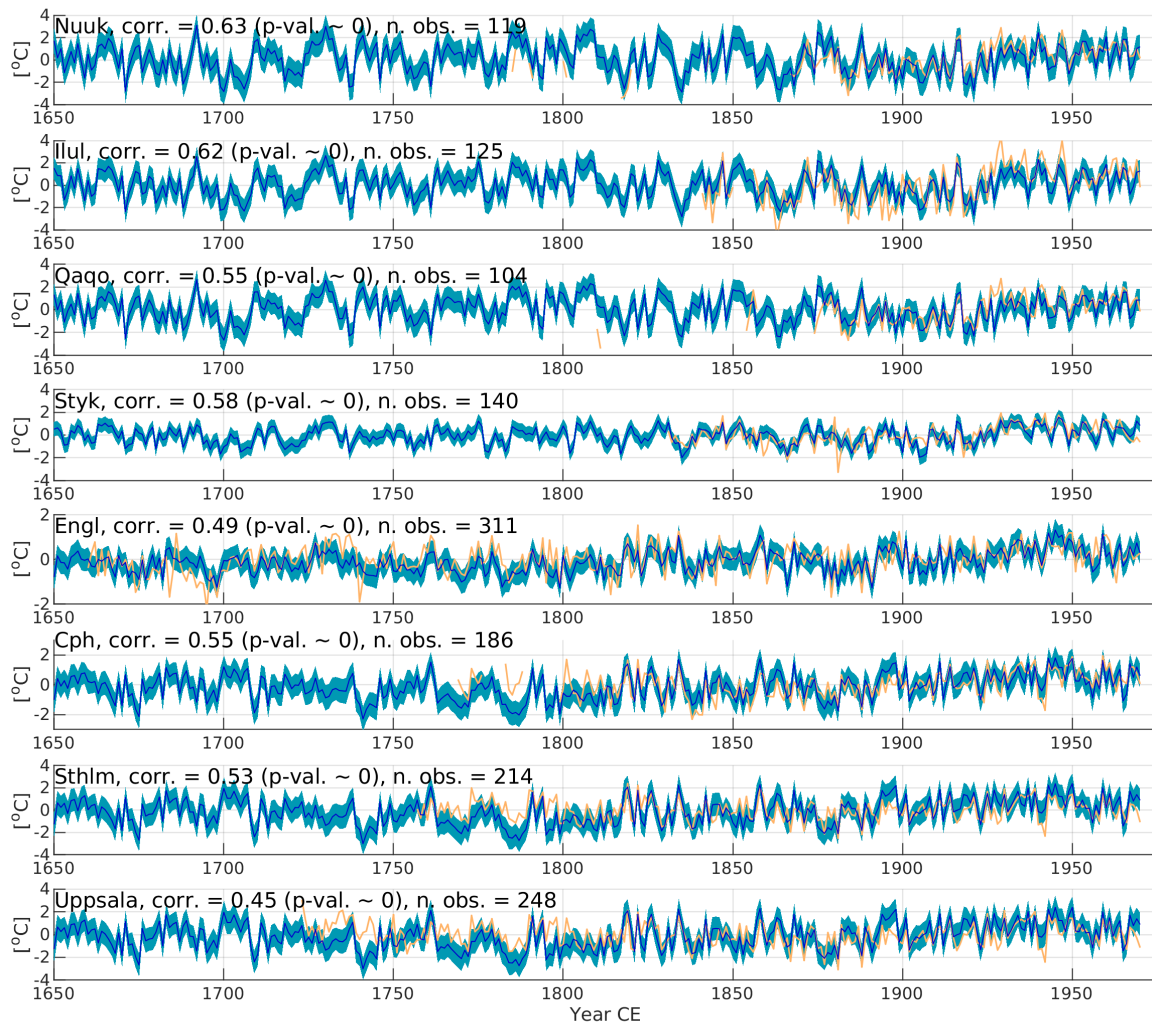 Nuuk, corr. = 0.63 (p-val. ~ 0), n. obs. = 119
[°C]
4
2
0
-2
-4
1650 1700 1750 1800 1850 1900 1950
Ilul, corr. = 0.62 (p-val. ~ 0), n. obs. = 125
[°C]
4
2
0
-2
-4
1650 1700 1750 1800 1850 1900 1950
Qaqo, corr. = 0.55 (p-val. ~ 0), n. obs. = 104
[°C]
4
2
0
-2
-4
1650 1700 1750 1800 1850 1900 1950
Styk, corr. = 0.58 (p-val. ~ 0), n. obs. = 140
[°C]
4
2
0
-2
-4
1650 1700 1750 1800 1850 1900 1950
Engl, corr. = 0.49 (p-val. ~ 0), n. obs. = 311
[°C]
2
0
-2
1650 1700 1750 1800 1850 1900 1950
Cph, corr. = 0.55 (p-val. ~ 0), n. obs. = 186
[°C]
2
0
-2
1650 1700 1750 1800 1850 1900 1950
Sthlm, corr. = 0.53 (p-val. ~ 0), n. obs. = 214
[°C]
4
2
0
-2
-4
1650 1700 1750 1800 1850 1900 1950
Uppsala, corr. = 0.45 (p-val. ~ 0), n. obs. = 248
[°C]
4
2
0
-2
-4
1650 1700 1750 1800 1850 1900 1950
Year CE